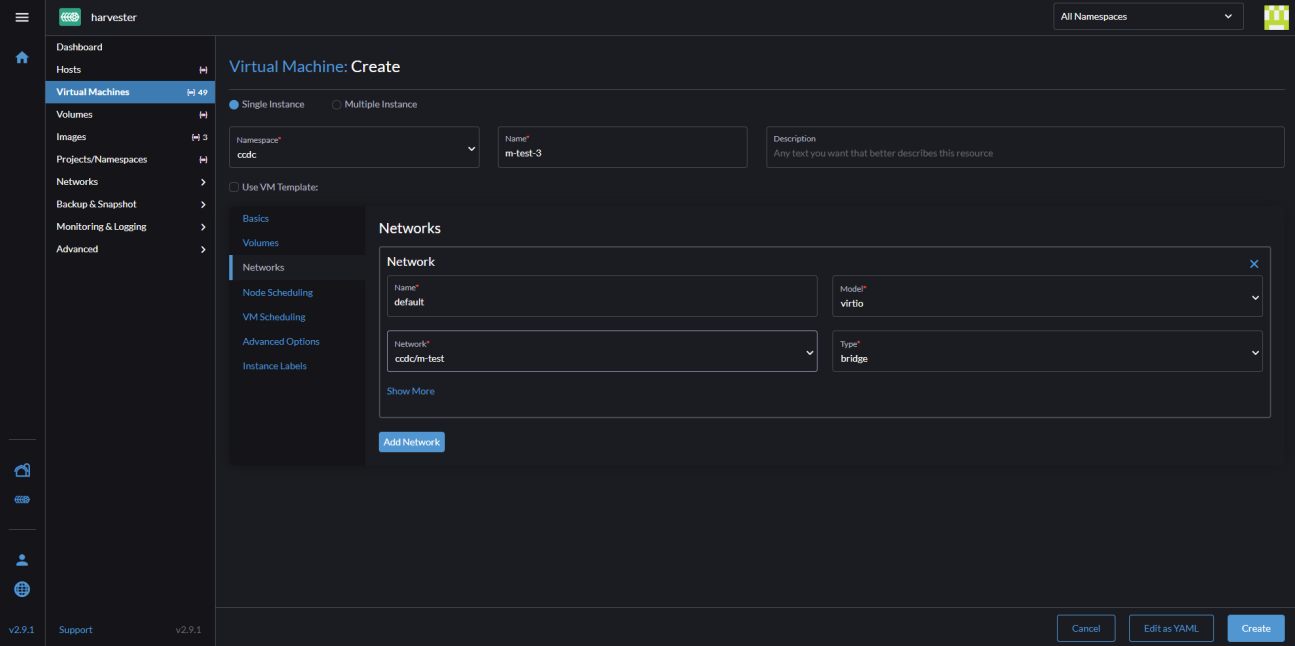 harvester
All Namespaces
Dashboard
Hosts
Virtual Machines 49
Volumes
Images 3
Projects/Namespaces
Networks
Backup & Snapshot
Monitoring & Logging
Advanced
Virtual Machine: Create
Single Instance Multiple Instance
Namespace*
ccdc
Name*
m-test-3
Description
Any text you want that better describes this resource
Use VM Template:
Basics
Volumes
Networks
Node Scheduling
VM Scheduling
Advanced Options
Instance Labels
Networks
Network
Name*
default
Model*
virtio
Network*
ccdc/m-test
Type*
bridge
Show More
Add Network
v2.9.1
Support v2.9.1
Cancel Edit as YAML Create